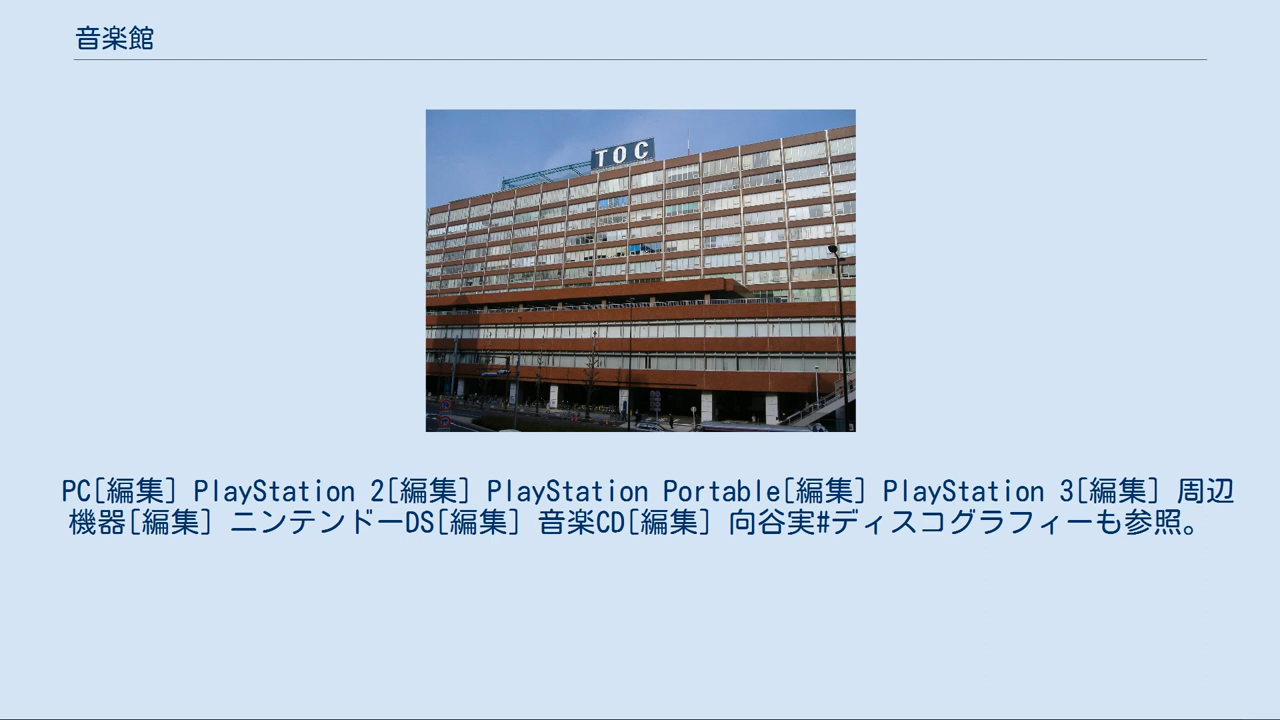 音楽館
TOC
PC[編集] PlayStation 2[編集] PlayStation Portable[編集] PlayStation 3[編集] 周辺
機器[編集] ニンテンドーDS[編集] 音楽CD[編集] 向谷実#ディスコグラフィーも参照。